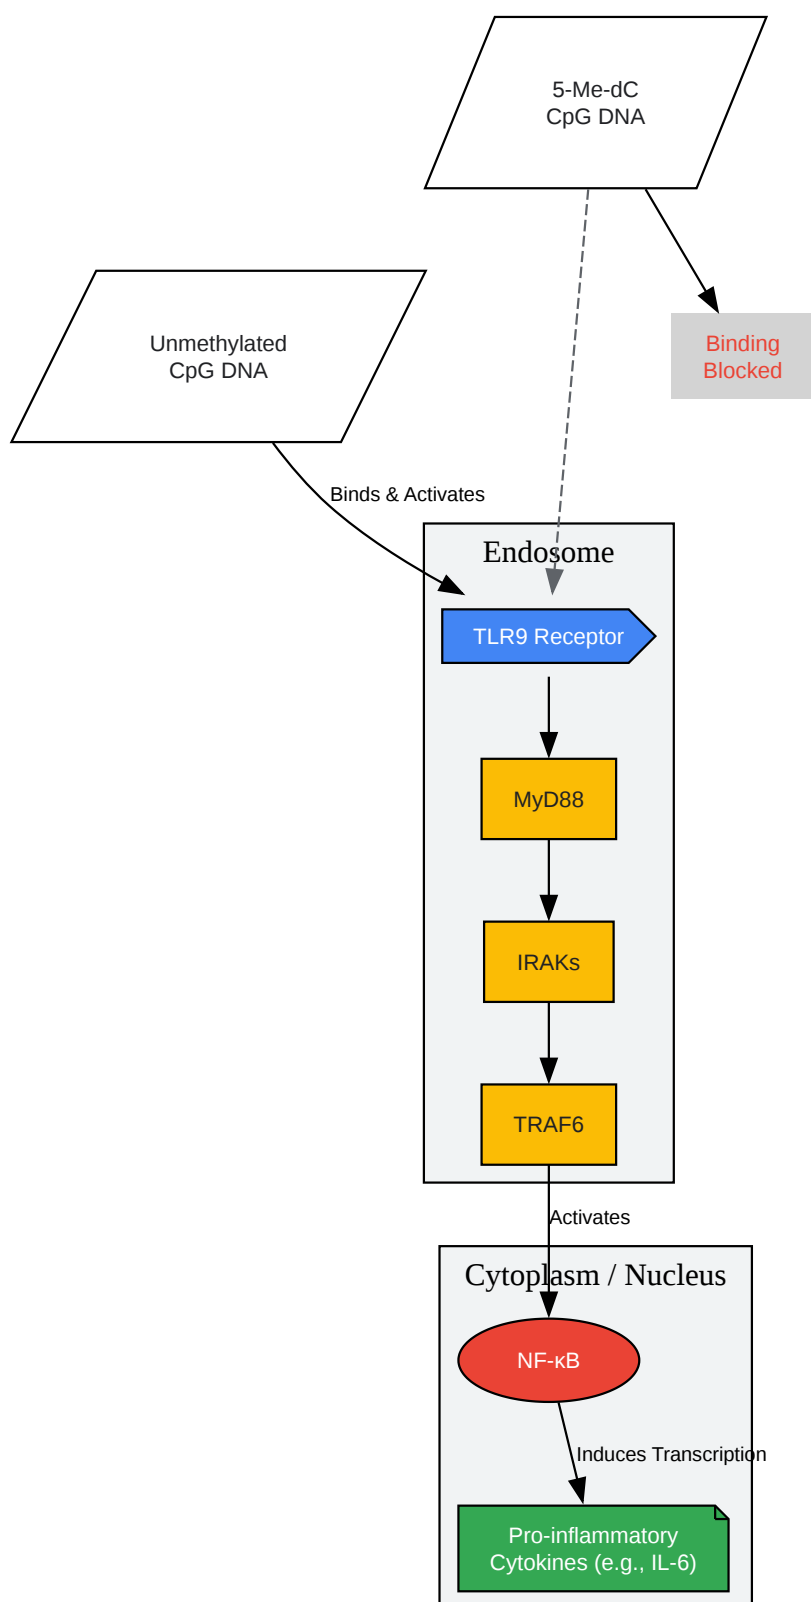 5-Me-dC
CpG DNA
Unmethylated
CpG DNA
Binding
Blocked
Binds & Activates
Endosome
TLR9 Receptor
MyD88
IRAKs
TRAF6
Activates
Cytoplasm / Nucleus
NF-κB
Induces Transcription
Pro-inflammatory
Cytokines (e.g., IL-6)